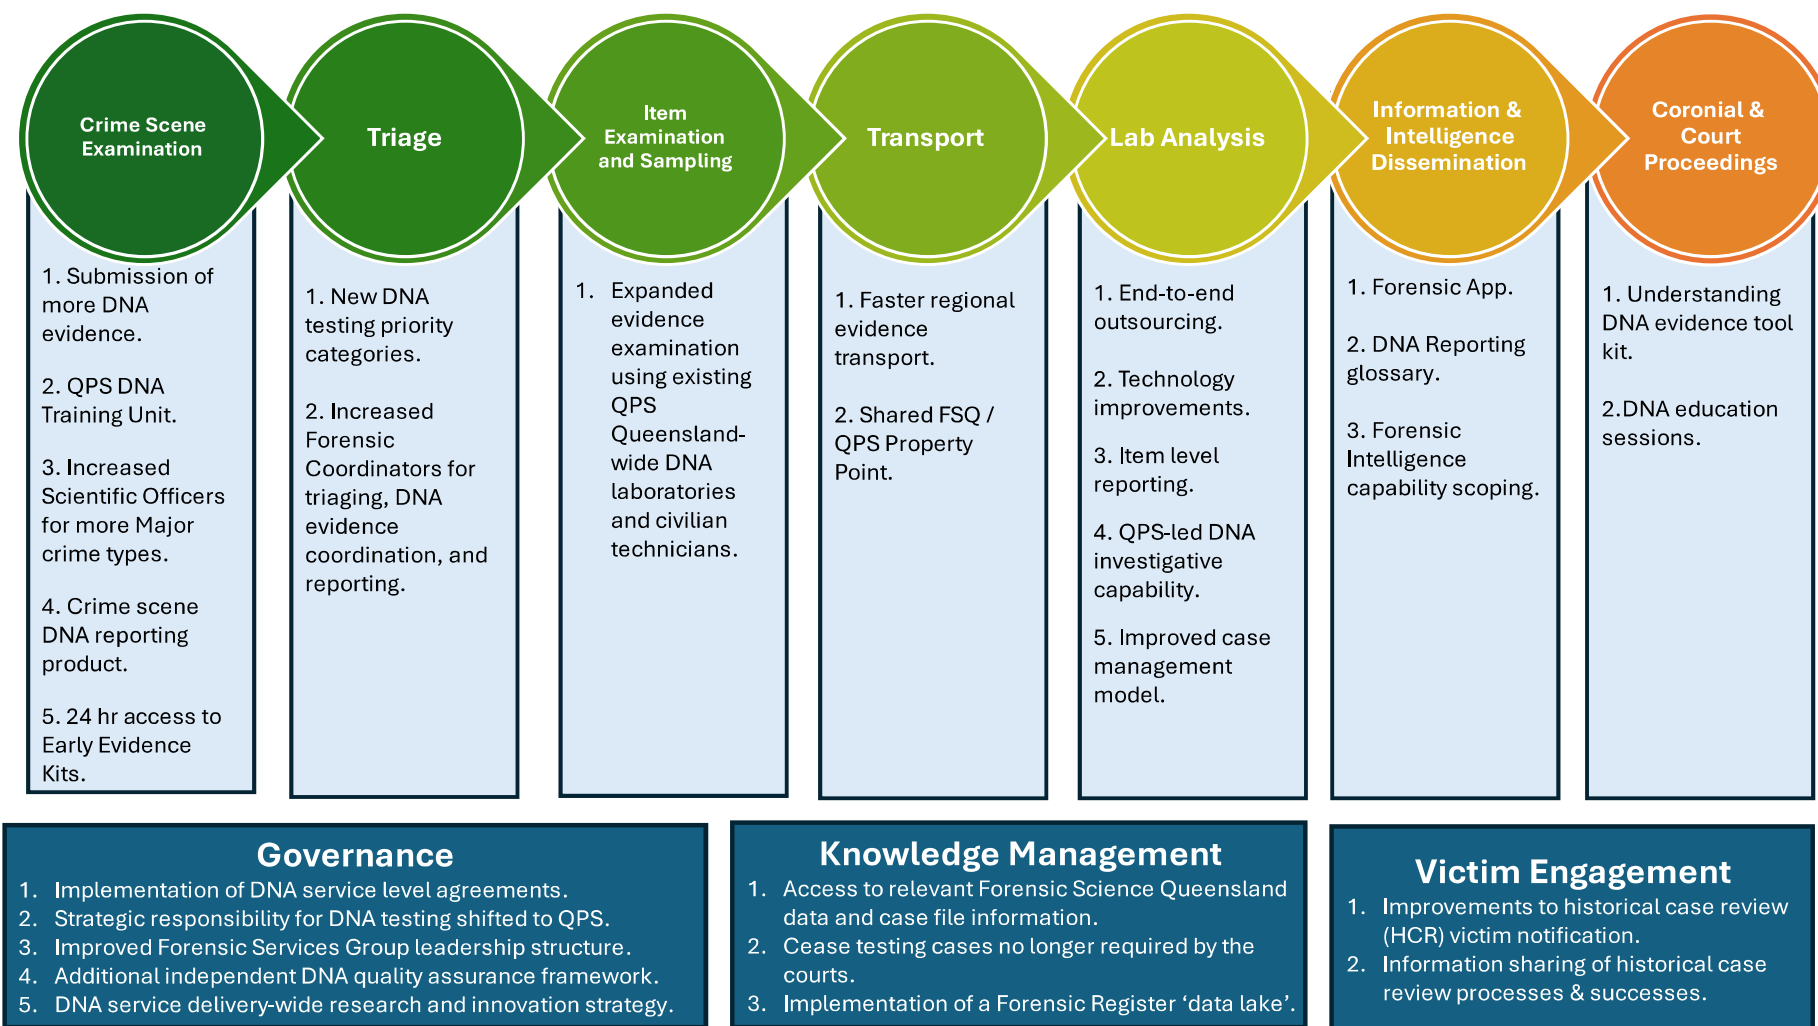 Crime Scene
Examination
Triage
Item
Examination
and Sampling
Transport
Lab Analysis
Information &
Intelligence
Dissemination
Coronial &
Court
Proceedings
1. Submission of
more DNA
evidence.
2. QPS DNA
Training Unit.
3. Increased
Scientific Officers
for more Major
crime types.
4. Crime scene
DNA reporting
product.
5. 24 hr access to
Early Evidence
Kits.
1. New DNA
testing priority
categories.
2. Increased
Forensic
Coordinators for
triaging, DNA
evidence
coordination, and
reporting.
1. Expanded
evidence
examination
using existing
QPS
Queensland-
wide DNA
laboratories
and civilian
technicians.
1. Faster regional
evidence
transport.
2. Shared FSQ /
QPS Property
Point.
1. End-to-end
outsourcing.
2. Technology
improvements.
3. Item level
reporting.
4. QPS-led DNA
investigative
capability.
5. Improved case
management
model.
1. Forensic App.
2. DNA Reporting
glossary.
3. Forensic
Intelligence
capability scoping.
1. Understanding
DNA evidence tool
kit.
2.DNA education
sessions.
Governance
1. Implementation of DNA service level agreements.
2. Strategic responsibility for DNA testing shifted to QPS.
3. Improved Forensic Services Group leadership structure.
4. Additional independent DNA quality assurance framework.
5. DNA service delivery-wide research and innovation strategy.
Knowledge Management
1. Access to relevant Forensic Science Queensland
data and case file information.
2. Cease testing cases no longer required by the
courts.
3. Implementation of a Forensic Register ‘data lake’.
Victim Engagement
1. Improvements to historical case review
(HCR) victim notification.
2. Information sharing of historical case
review processes & successes.